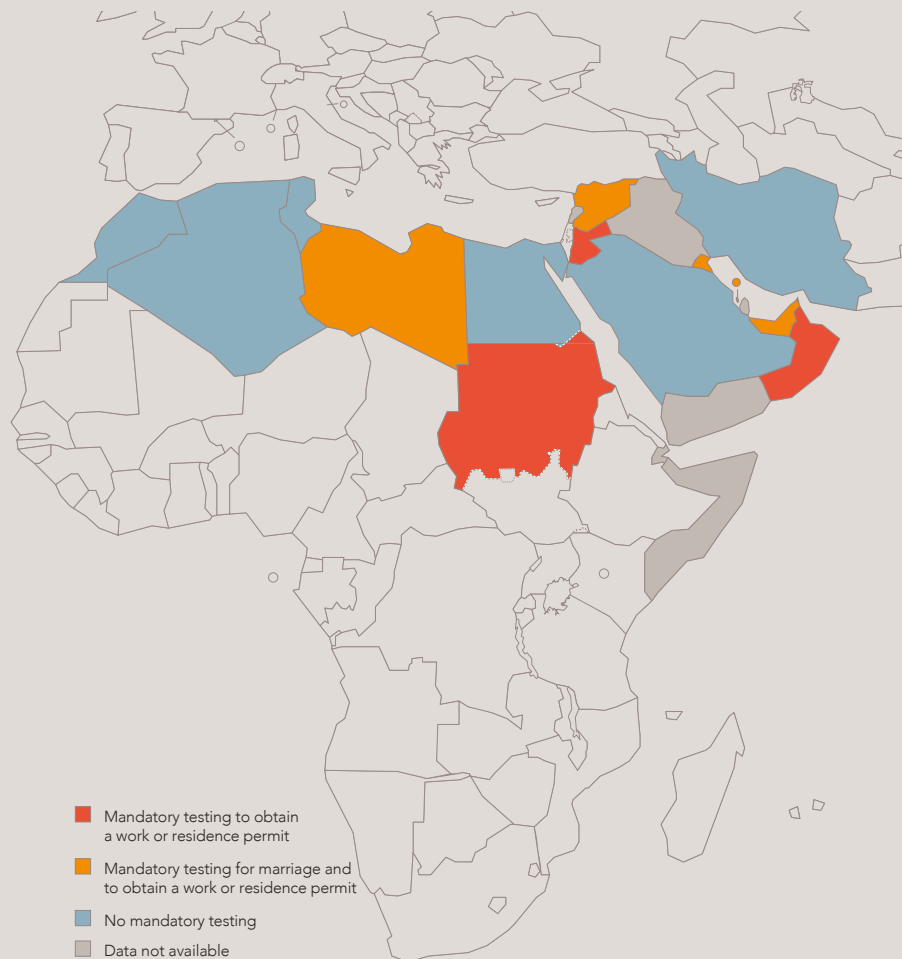 Mandatory testing to obtain
a work or residence permit
Mandatory testing for marriage and
to obtain a work or residence permit
No mandatory testing
Data not available